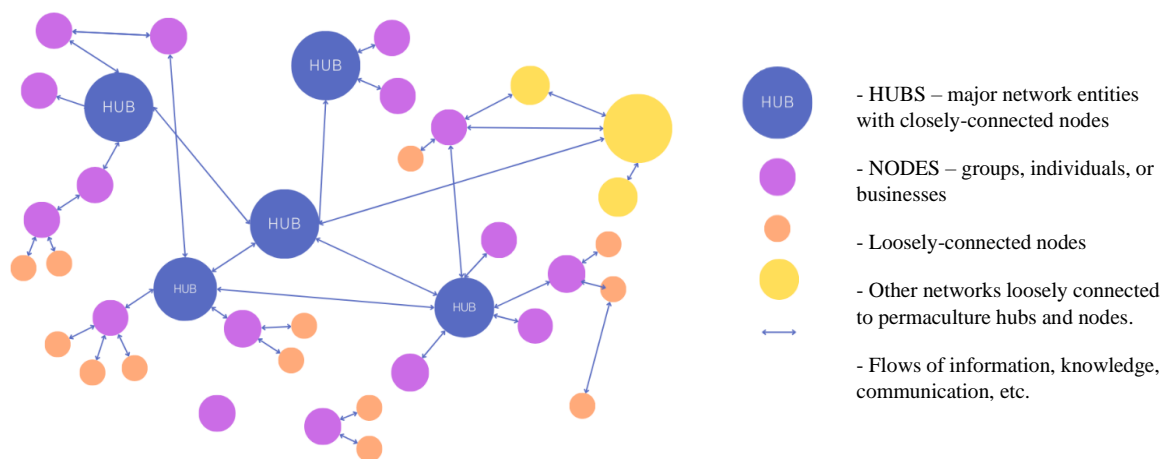 HUB
HUB
HUB
HUB
HUB
HUB
- HUBS – major network entities
with closely-connected nodes
- NODES – groups, individuals, or
businesses
- Loosely-connected nodes
- Other networks loosely connected
to permaculture hubs and nodes.
- Flows of information, knowledge,
communication, etc.